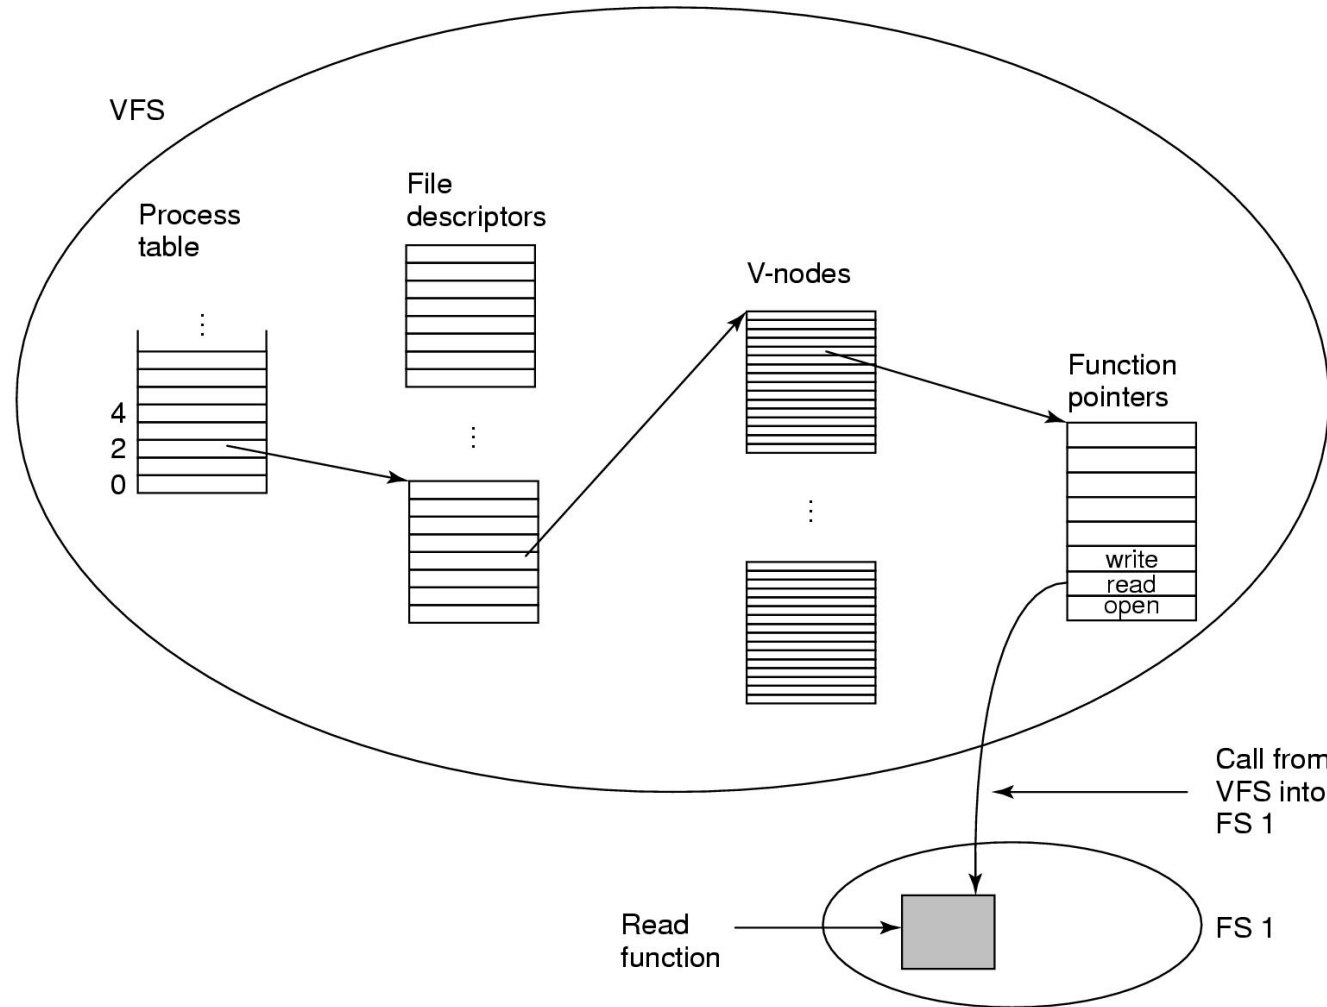 VFS
File
descriptors
Process
table
V-nodes
Function
pointers
4
2
0
write
read
open
Call from
VFS into
FS 1
Read
function
FS 1